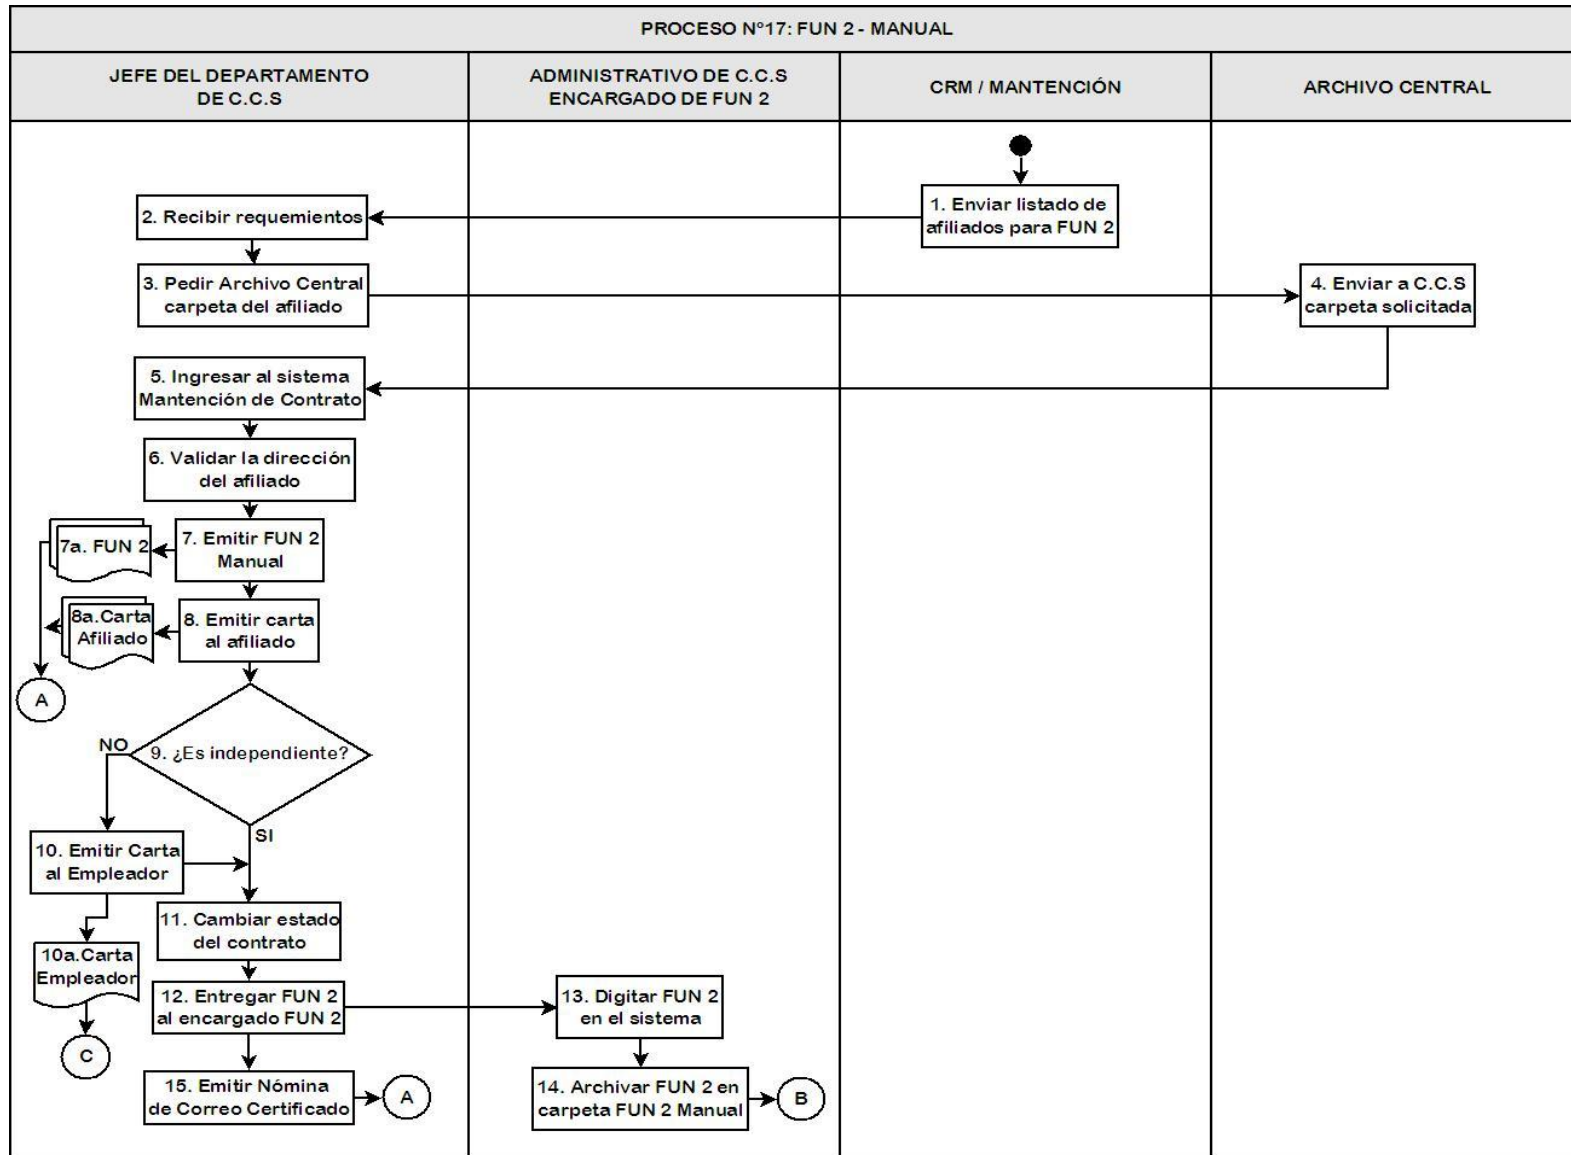 PROCESO Nº17: FUN 2 - MANUAL
JEFE DEL DEPARTAMENTO
DE C.C.S
ADMINISTRATIVO DE C.C.S
ENCARGADO DE FUN 2
CRM / MANTENCIÓN
ARCHIVO CENTRAL
1. Enviar listado de
afiliados para FUN 2
2. Recibir requemientos
3. Pedir Archivo Central
carpeta del afiliado
4. Enviar a C.C.S
carpeta solicitada
5. Ingresar al sistema
Mantención de Contrato
6. Validar la dirección
del afiliado
7. Emitir FUN 2
Manual
7a. FUN 2
8. Emitir carta
al afiliado
8a.Carta
Afiliado
A
9. ¿Es independiente?
NO
SI
10. Emitir Carta
al Empleador
10a.Carta
Empleador
C
11. Cambiar estado
del contrato
12. Entregar FUN 2
al encargado FUN 2
13. Digitar FUN 2
en el sistema
14. Archivar FUN 2 en
carpeta FUN 2 Manual
B
15. Emitir Nómina
de Correo Certificado
A